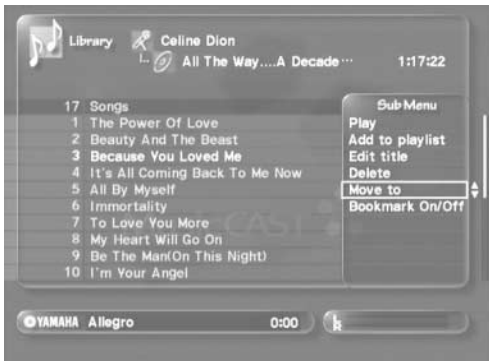 Library
Celine Dion
All The Way....A Decade...
1:17:22
17 Songs
1 The Power Of Love
2 Beauty And The Beast
3 Because You Loved Me
4 It's All Coming Back To Me Now
5 All By Myself
6 Immortality
7 To Love You More
8 My Heart Will Go On
9 Be The Man(On This Night)
10 I'm Your Angel
Sub Menu
Play
Add to playlist
Edit title
Delete
Move to
Bookmark On/Off
YAMAHA Allegro
0:00